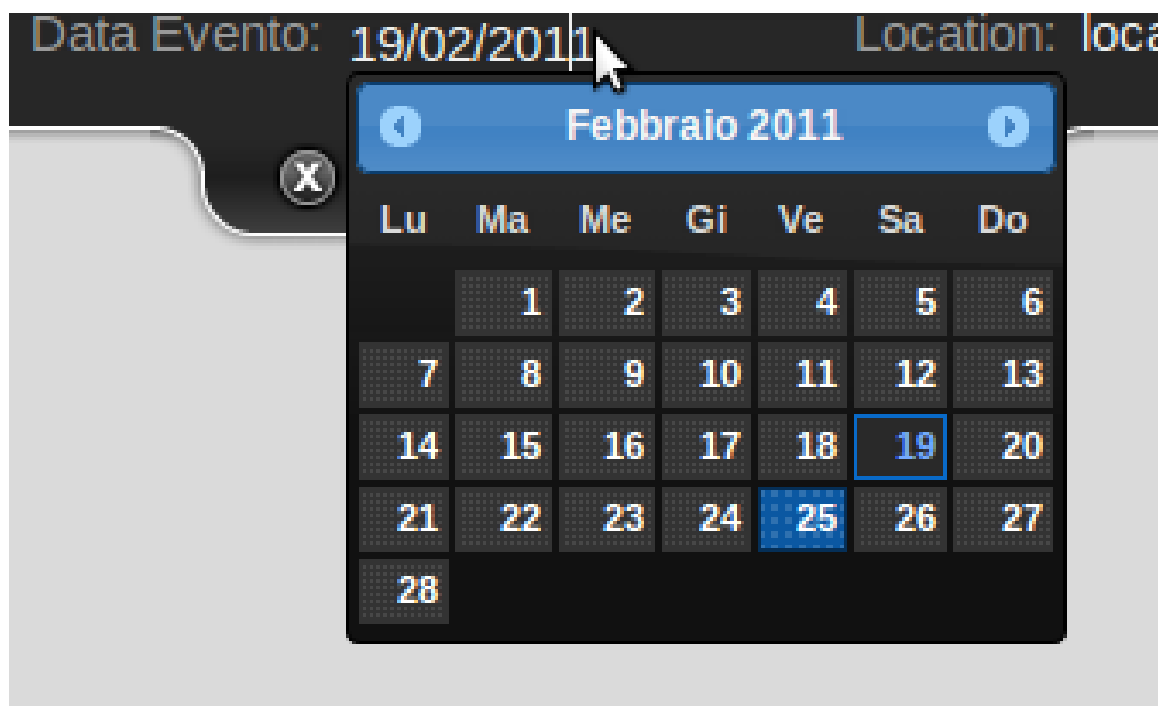 Data Evento: 19/02/2011 Location: loca
Febbraio 2011
X
Lu Ma Me Gi Ve Sa Do
1 2 3 4 5 6
7 8 9 10 11 12 13
14 15 16 17 18 19 20
21 22 23 24 25 26 27
28